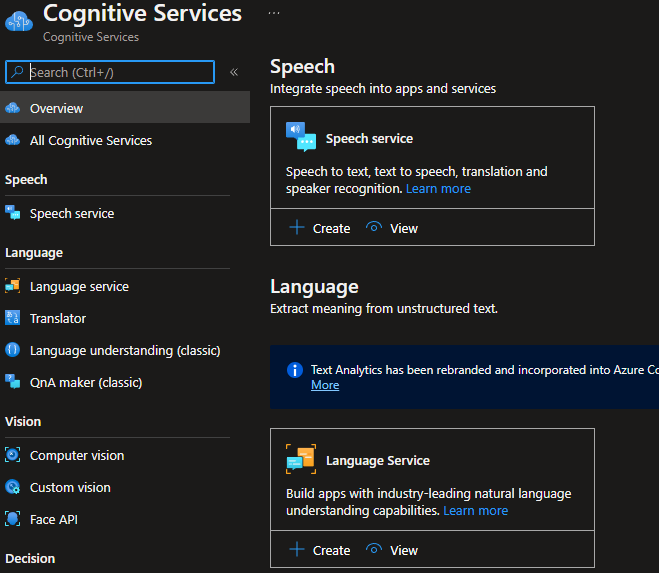 Cognitive Services
...
Cognitive Services
Search (Ctrl+/)
«
Overview
All Cognitive Services
Speech
Speech service
Language
Language service
Translator
Language understanding (classic)
QnA maker (classic)
Vision
Computer vision
Custom vision
Face API
Decision
Speech
Integrate speech into apps and services
Speech service
Speech to text, text to speech, translation and
speaker recognition. Learn more
Create View
Language
Extract meaning from unstructured text.
Text Analytics has been rebranded and incorporated into Azure Co
More
Language Service
Build apps with industry-leading natural language
understanding capabilities. Learn more
Create View